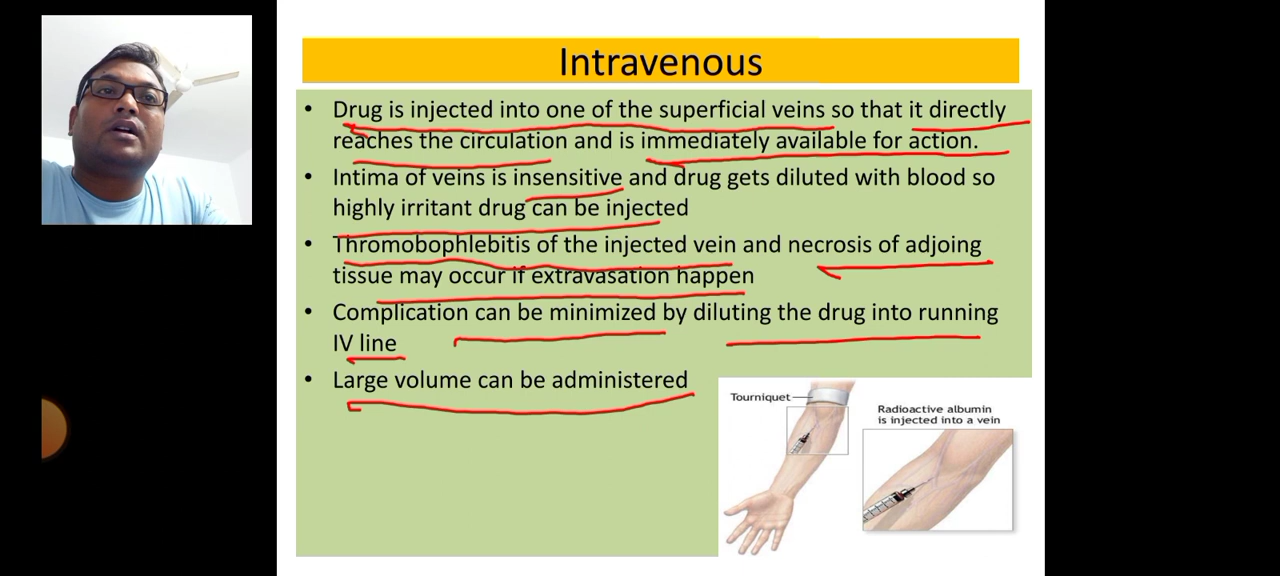 Intravenous
• Drug is injected into one of the superficial veins so that it directly
reaches the circulation and is immediately available for action.
• Intima of veins is insensitive and drug gets diluted with blood so
highly irritant drug can be injected
• Thromobophlebitis of the injected vein and necrosis of adjoing
tissue may occur if extravasation happen
• Complication can be minimized by diluting the drug into running
IV line
• Large volume can be administered
Tourniquet
Radioactive albumin
is injected into a vein